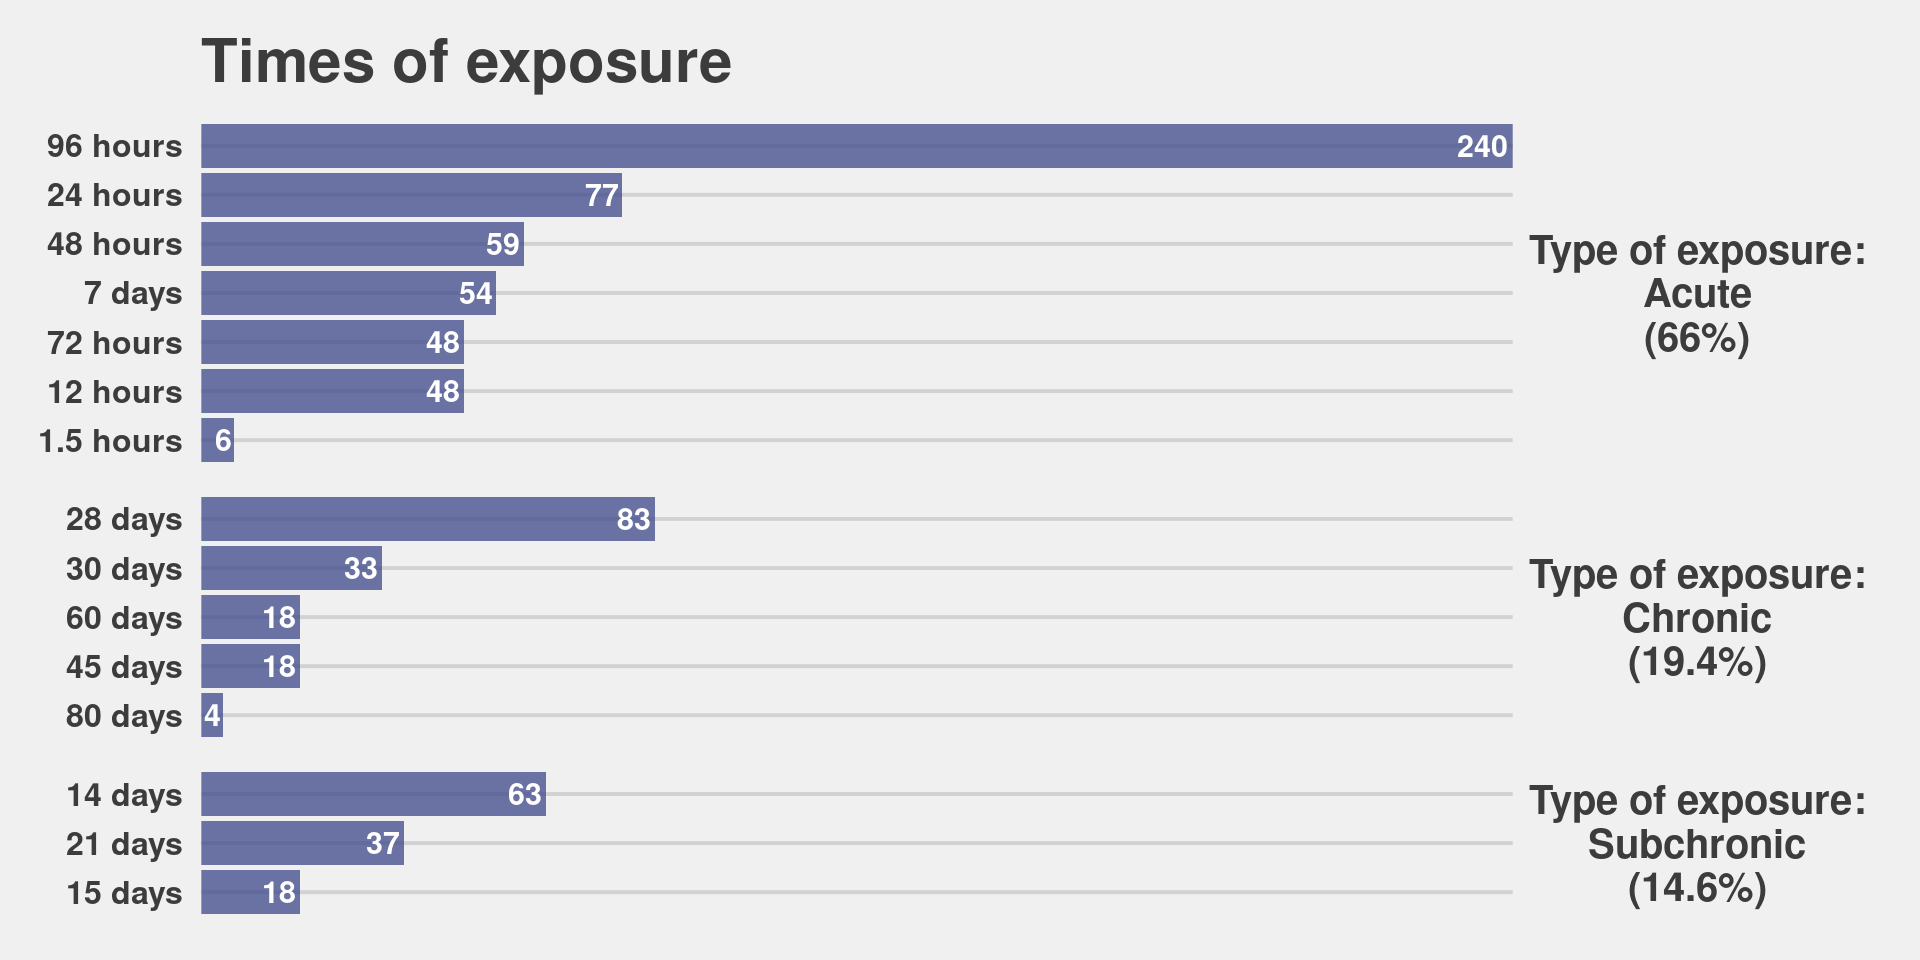 Times of exposure
96 hours 240
24 hours 77
48 hours 59
7 days 54
72 hours 48
12 hours 48
1.5 hours 6
Type of exposure:
Acute
(66%)
28 days 83
30 days 33
60 days 18
45 days 18
80 days 4
Type of exposure:
Chronic
(19.4%)
14 days 63
21 days 37
15 days 18
Type of exposure:
Subchronic
(14.6%)